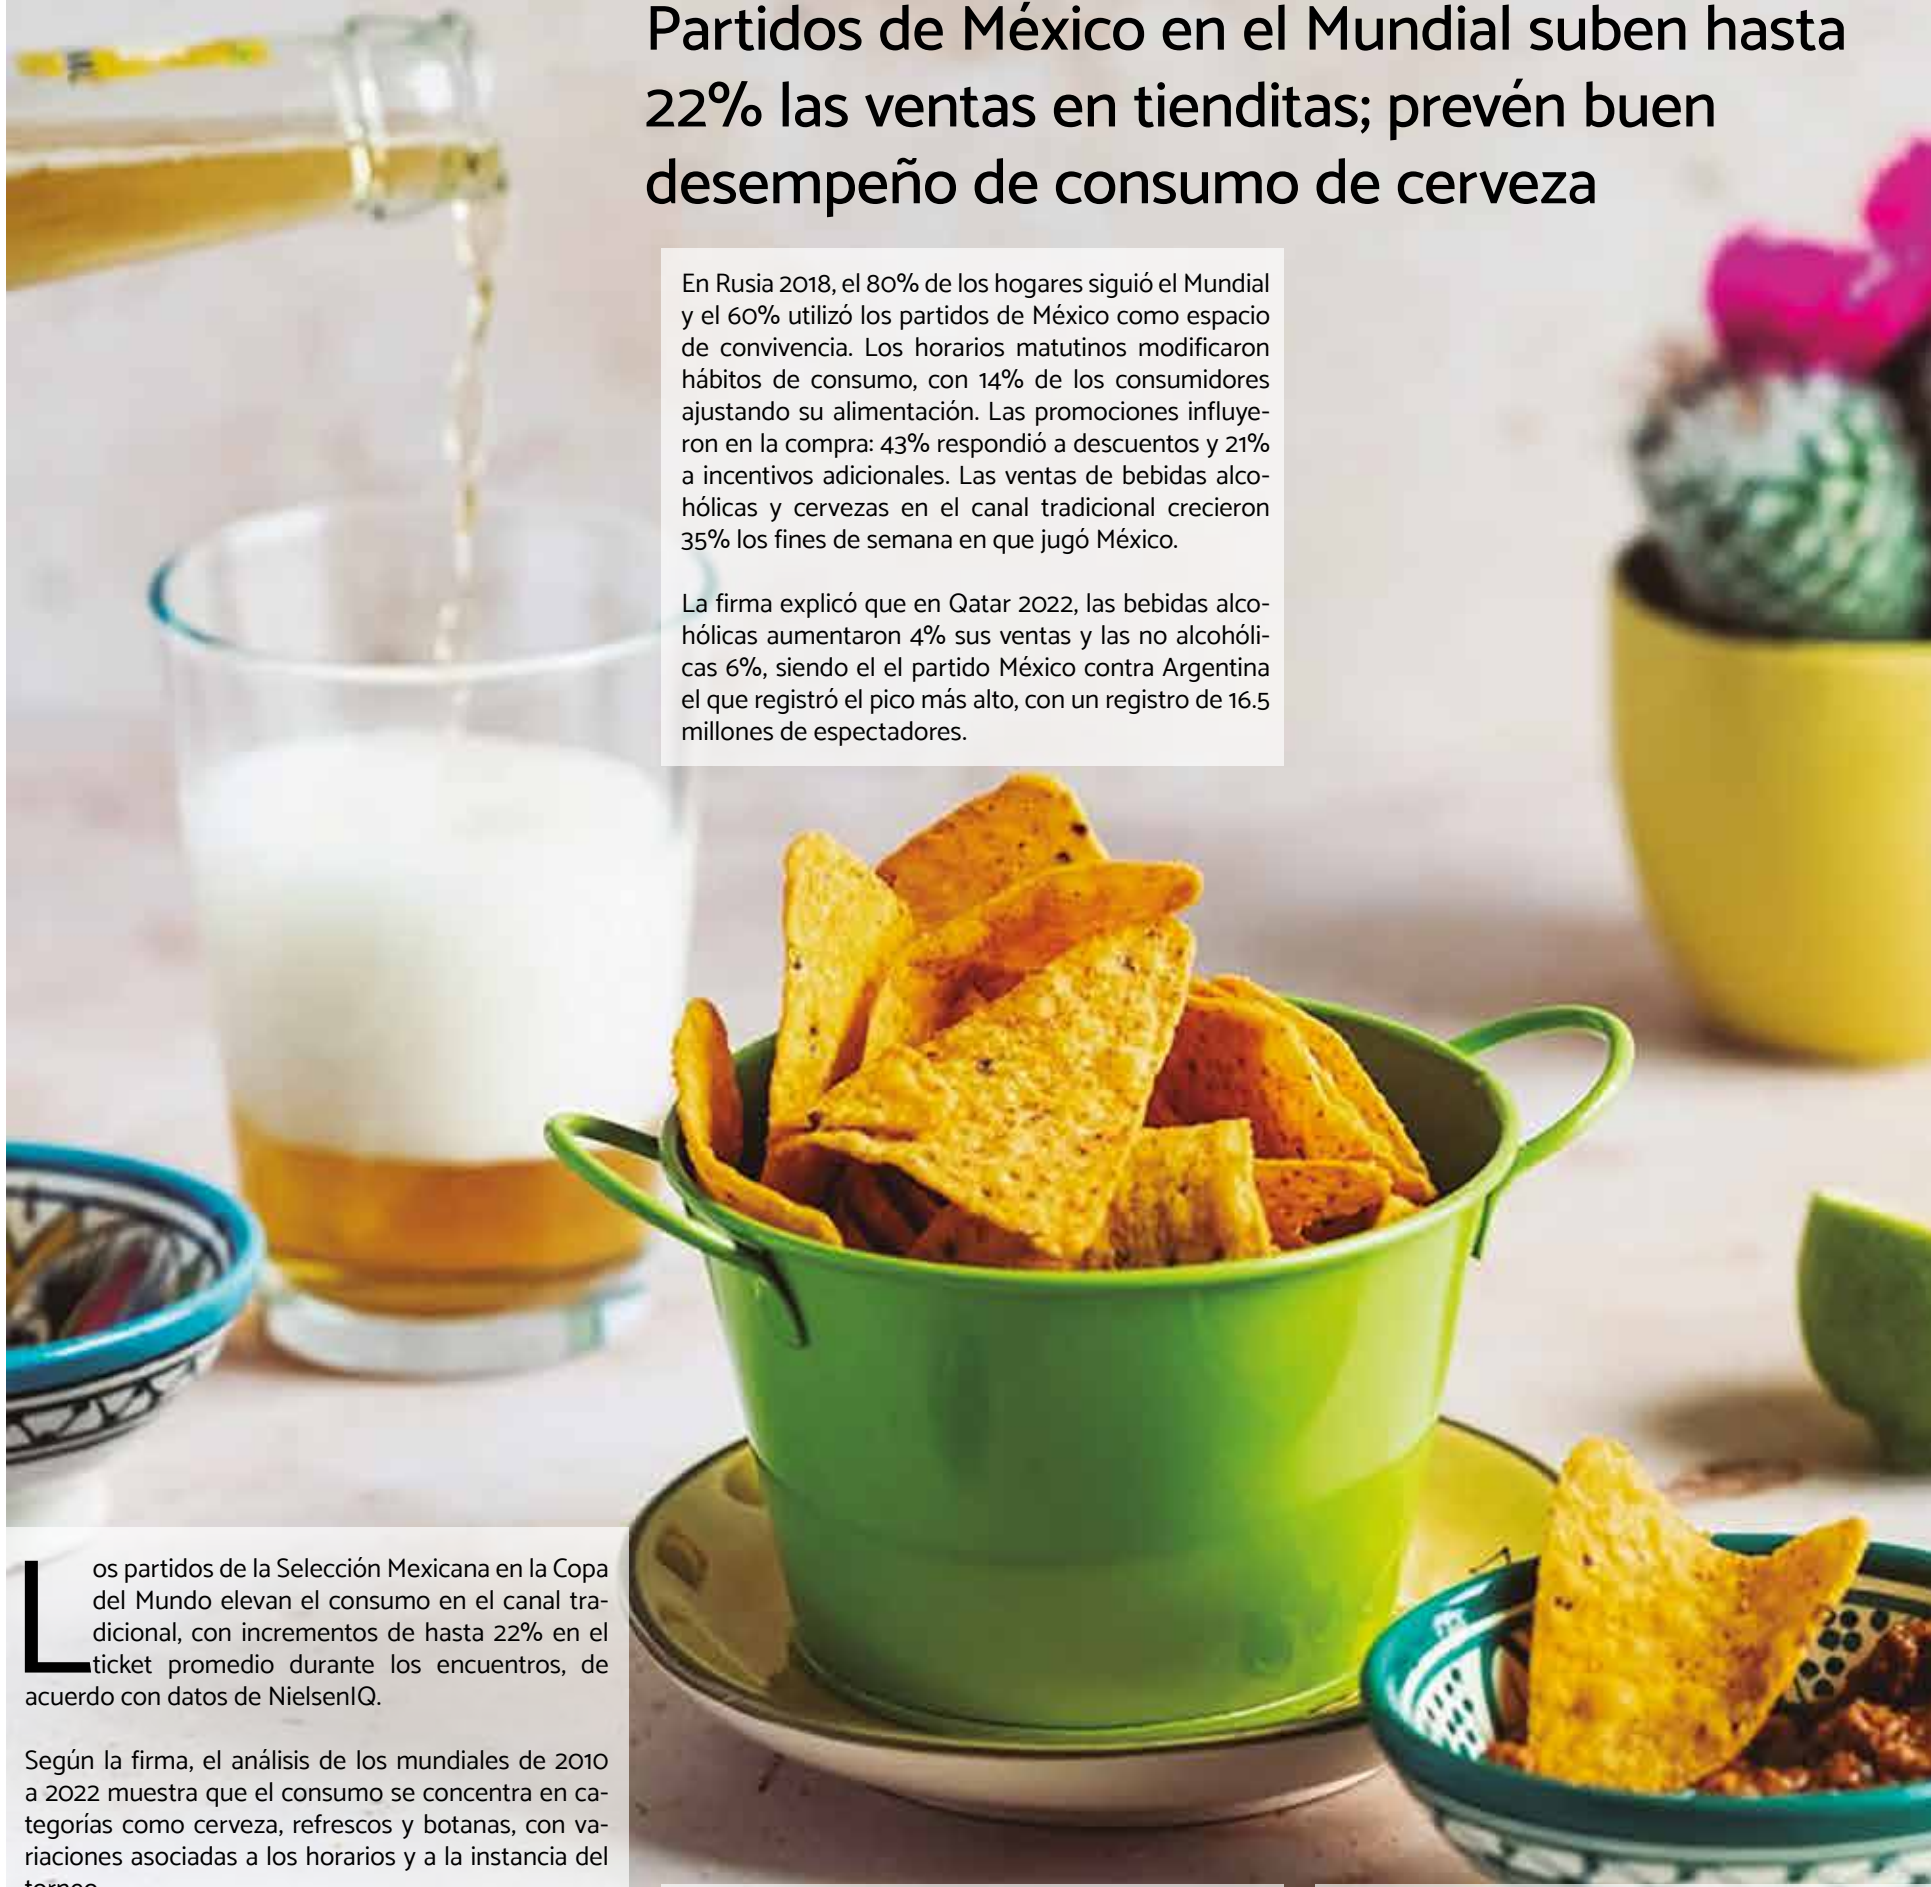 Partidos de México en el Mundial suben hasta
22% las ventas en tienditas; prevén buen
desempeño de consumo de cerveza
En Rusia 2018, el 80% de los hogares siguió el Mundial
y el 60% utilizó los partidos de México como espacio
de convivencia. Los horarios matutinos modificaron
hábitos de consumo, con 14% de los consumidores
ajustando su alimentación. Las promociones influye-
ron en la compra: 43% respondió a descuentos y 21%
a incentivos adicionales. Las ventas de bebidas alco-
hólicas y cervezas en el canal tradicional crecieron
35% los fines de semana en que jugó México.
La firma explicó que en Qatar 2022, las bebidas alco-
hólicas aumentaron 4% sus ventas y las no alcohóli-
cas 6%, siendo el el partido México contra Argentina
el que registró el pico más alto, con un registro de 16.5
millones de espectadores.
Los partidos de la Selección Mexicana en la Copa
del Mundo elevan el consumo en el canal tra-
dicional, con incrementos de hasta 22% en el
ticket promedio durante los encuentros, de
acuerdo con datos de NielsenIQ.
Según la firma, el análisis de los mundiales de 2010
a 2022 muestra que el consumo se concentra en ca-
tegorías como cerveza, refrescos y botanas, con va-
riaciones asociadas a los horarios y a la instancia del